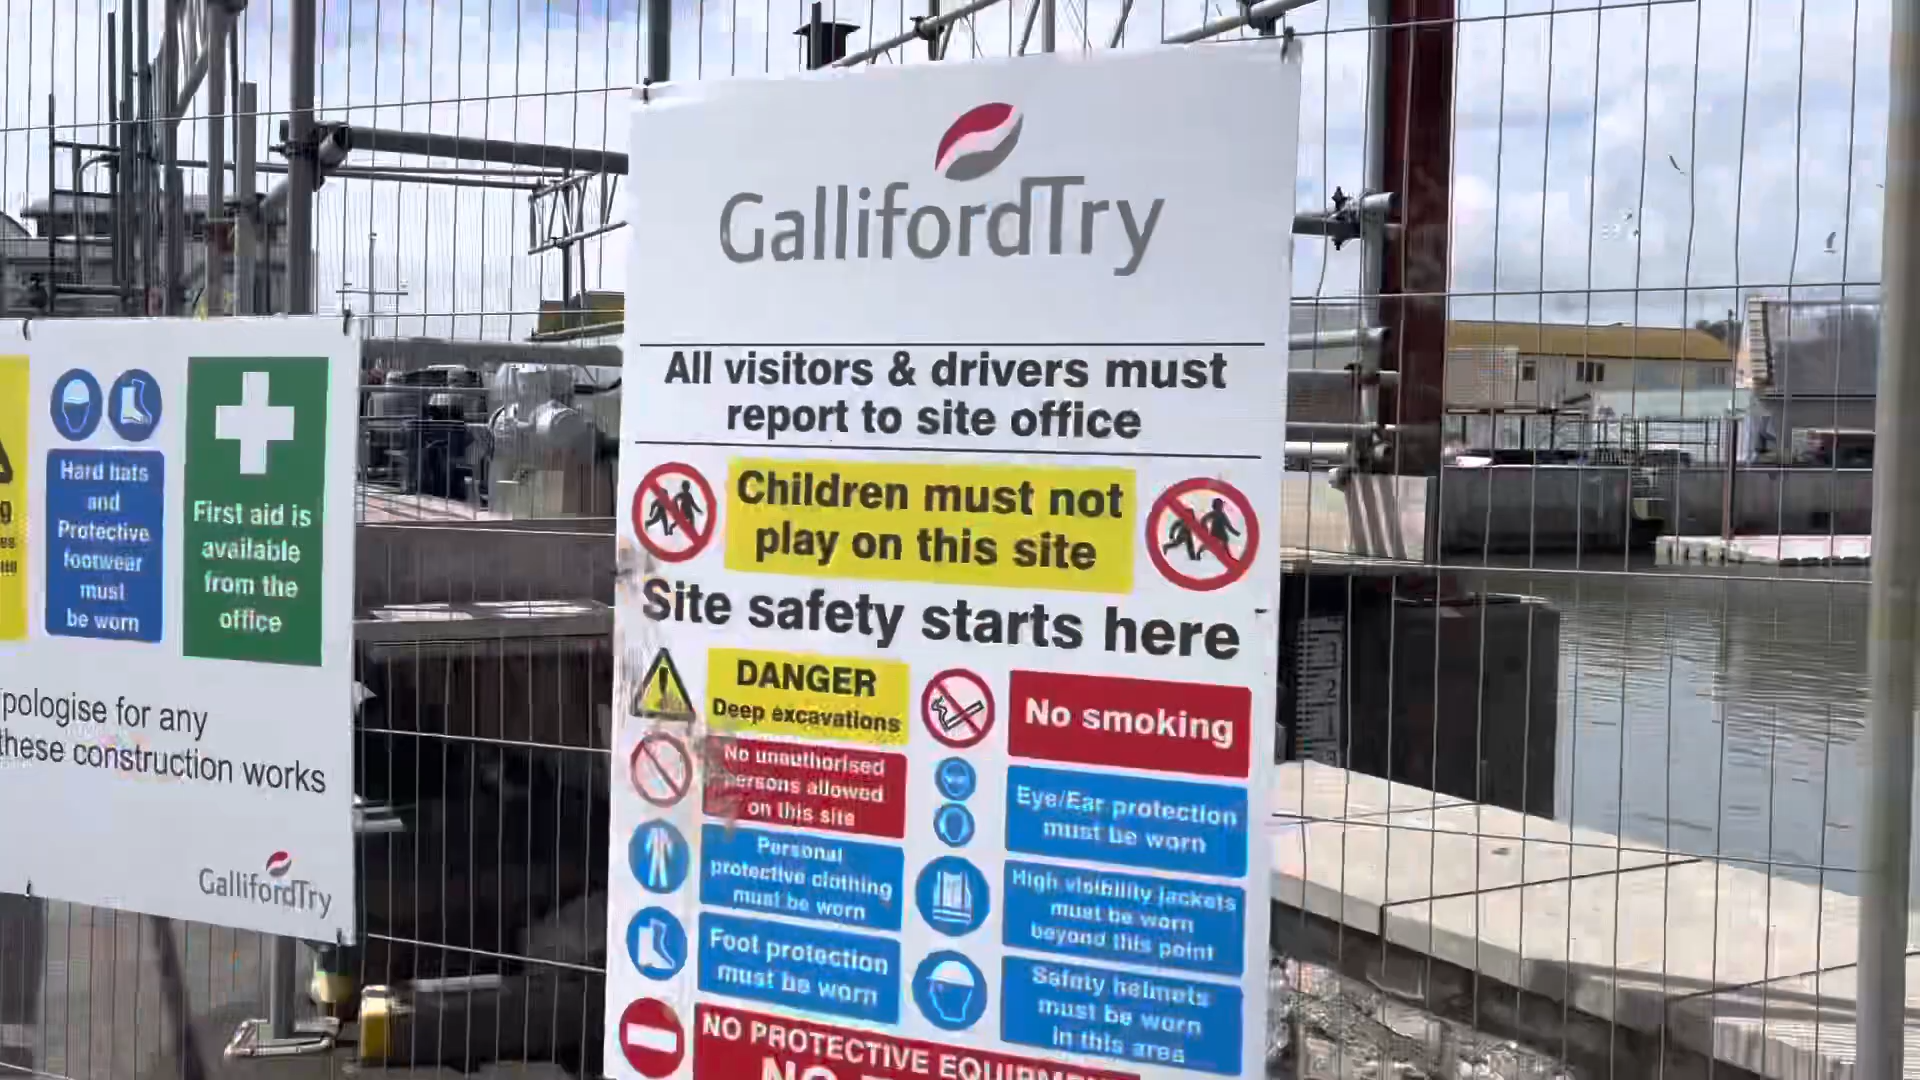 GallifordTry
All visitors & drivers must
report to site office
Children must not
play on this site
Site safety starts here
DANGER
Deep excavations
No smoking
No unauthorised
persons allowed
on this site
Eye/Ear protection
must be worn
Personal
protective clothing
must be worn
High visibility jackets
must be worn
beyond this point
Foot protection
must be worn
Safety helmets
must be worn
in this area
NO PROTECTIVE
NO
Hard hats
and
Protective
footwear
must
be worn
First aid is
available
from the
office
pologise for any
these construction works
GallifordTry